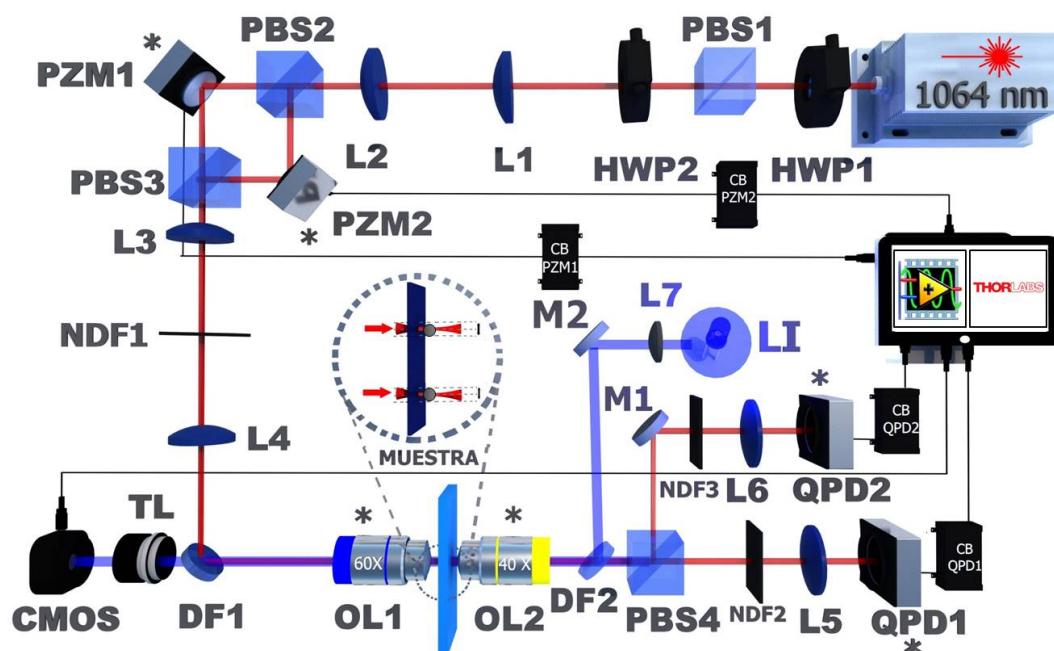 *
PZM1
PBS2
PBS1
1064 nm
L2
L1
HWP2
HWP1
PBS3
CB
PZM2
PZM2
*
L3
CB
PZM1
THORLABS
M2
L7
LI
NDF1
M1
*
CB
QPD2
L4
MUESTRA
NDF3
L6
QPD2
TL
*
*
60X
40 X
CB
QPD1
CMOS
DF1
OL1
OL2
DF2
PBS4
NDF2
L5
QPD1
*